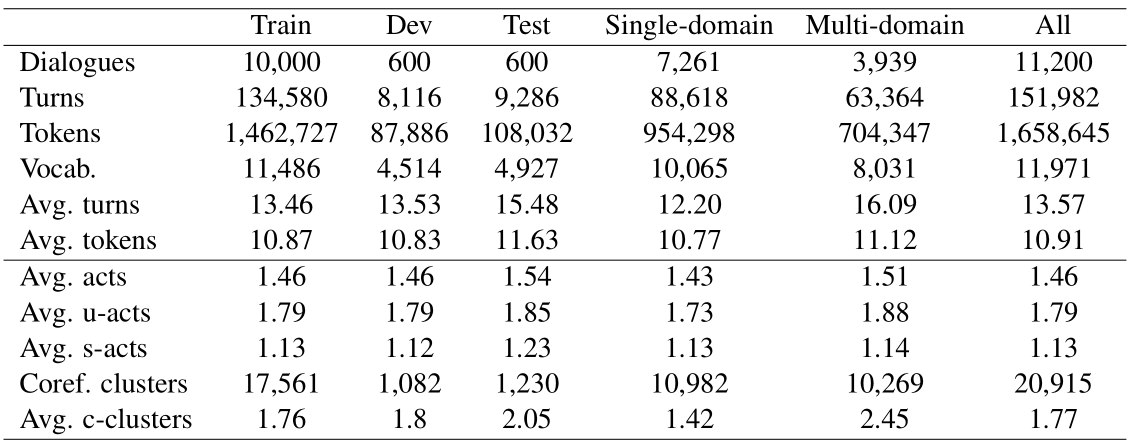 Train Dev Test Single-domain Multi-domain All
Dialogues 10,000 600 600 7,261 3,939 11,200
Turns 134,580 8,116 9,286 88,618 63,364 151,982
Tokens 1,462,727 87,886 108,032 954,298 704,347 1,658,645
Vocab. 11,486 4,514 4,927 10,065 8,031 11,971
Avg. turns 13.46 13.53 15.48 12.20 16.09 13.57
Avg. tokens 10.87 10.83 11.63 10.77 11.12 10.91
Avg. acts 1.46 1.46 1.54 1.43 1.51 1.46
Avg. u-acts 1.79 1.79 1.85 1.73 1.88 1.79
Avg. s-acts 1.13 1.12 1.23 1.13 1.14 1.13
Coref. clusters 17,561 1,082 1,230 10,982 10,269 20,915
Avg. c-clusters 1.76 1.8 2.05 1.42 2.45 1.77